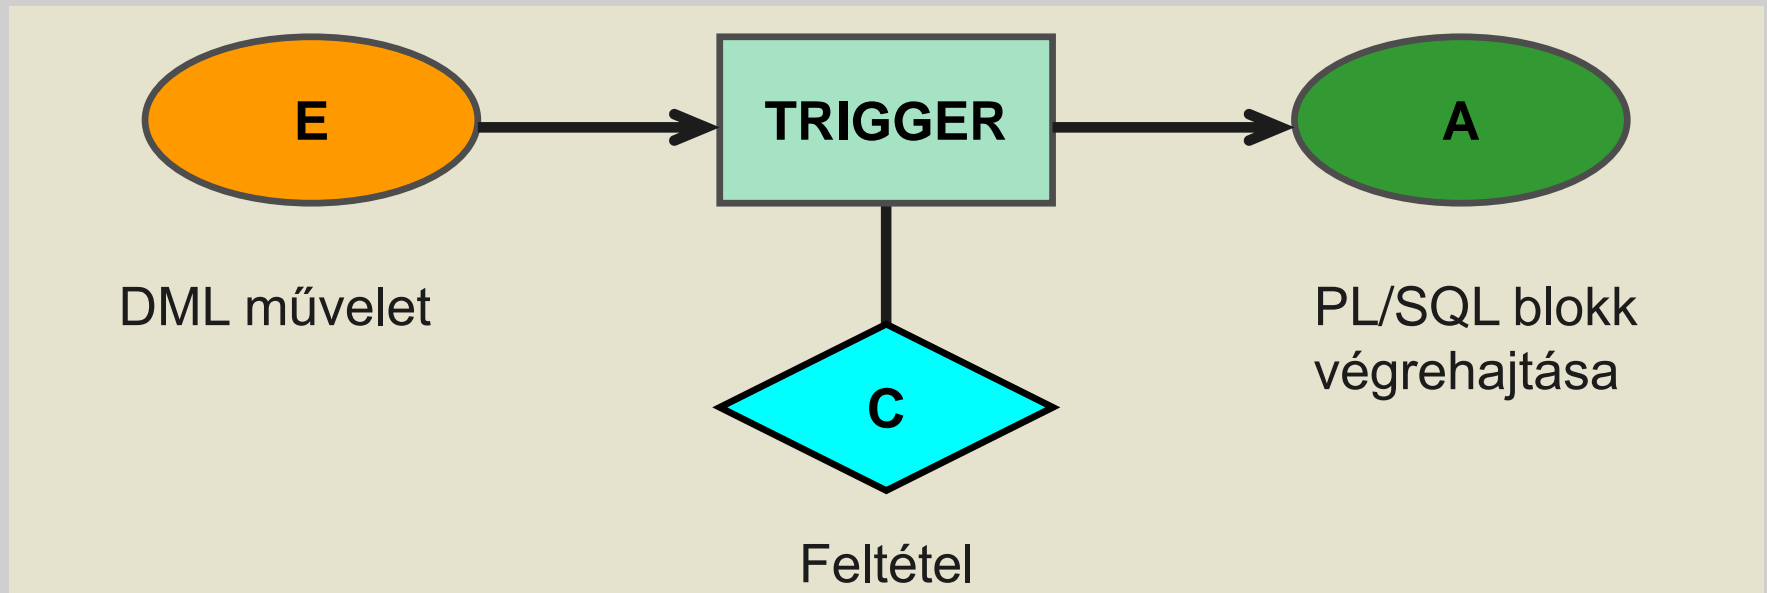 E
TRIGGER
A
DML művelet
PL/SQL blokk
végrehajtása
C
Feltétel